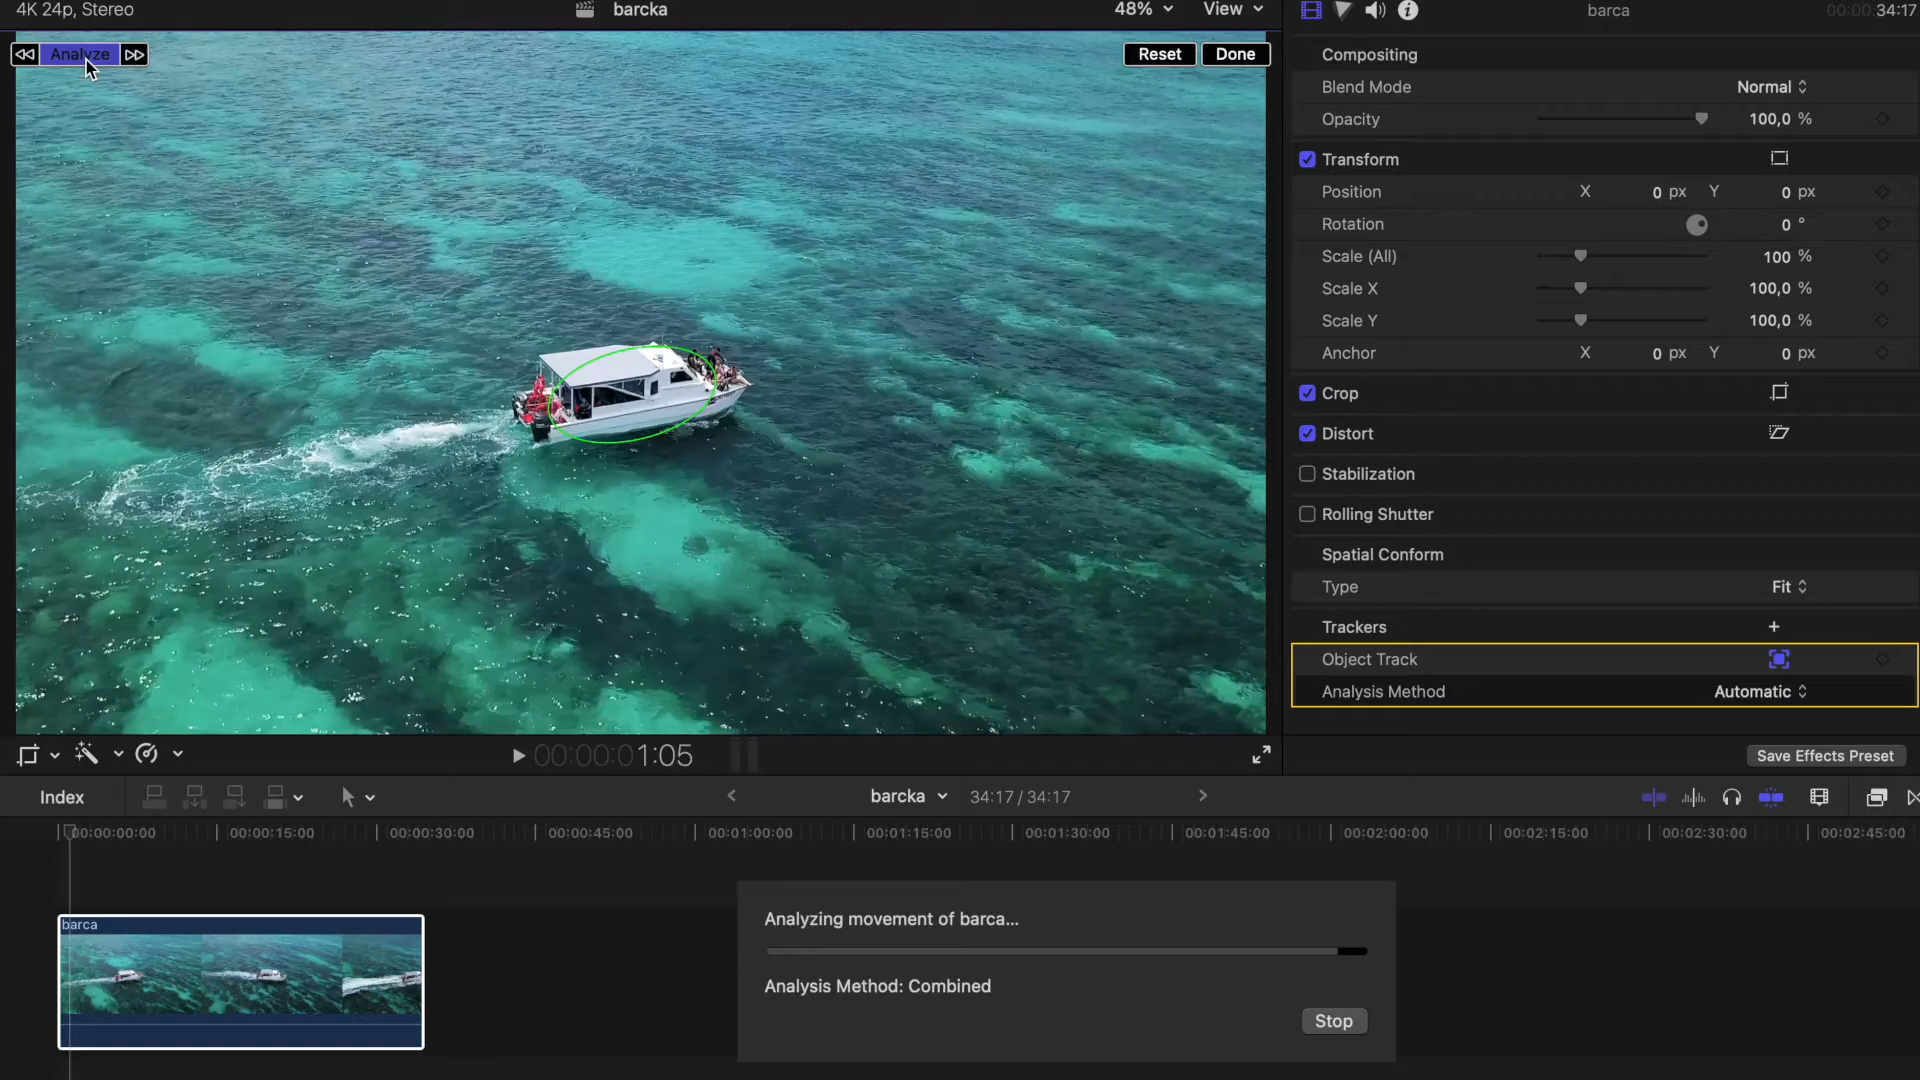 4K 24p, Stereo
barcka
48%
View
barca
00:00:00:34:17
Analyze
Reset
Done
Compositing
Blend Mode
Normal
Opacity
100,0 %
Transform
Position
X 0 px Y 0 px
Rotation
0 °
Scale (All)
100 %
Scale X
100,0 %
Scale Y
100,0 %
Anchor
X 0 px Y 0 px
Crop
Distort
Stabilization
Rolling Shutter
Spatial Conform
Type
Fit
Trackers
+
Object Track
Analysis Method
Automatic
00:00:01:05
Save Effects Preset
Index
barcka
34:17 / 34:17
00:00:00:00 00:00:15:00 00:00:30:00 00:00:45:00 00:01:00:00 00:01:15:00 00:01:30:00 00:01:45:00 00:02:00:00 00:02:15:00 00:02:30:00 00:02:45:00
barca
Analyzing movement of barca...
Analysis Method: Combined
Stop